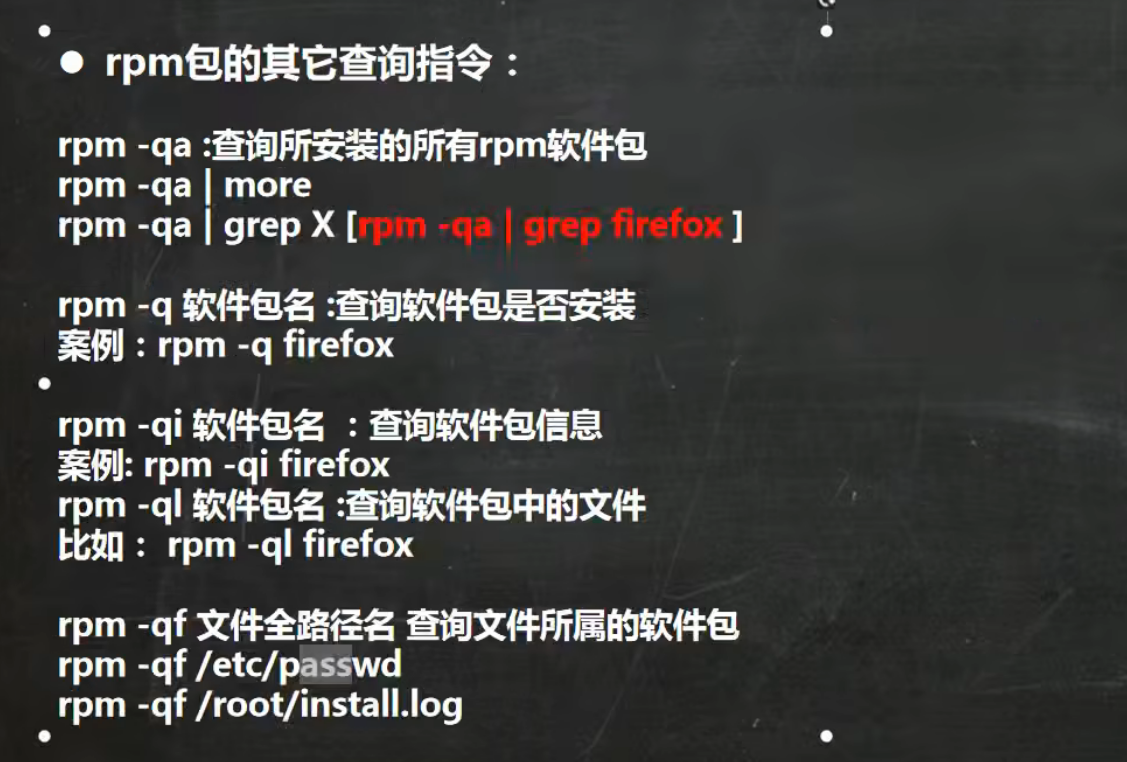 ● rpm包的其它查询指令：
rpm -qa :查询所安装的所有rpm软件包
rpm -qa | more
rpm -qa | grep X [rpm -qa | grep firefox ]
rpm -q 软件包名 :查询软件包是否安装
案例：rpm -q firefox
rpm -qi 软件包名 ：查询软件包信息
案例: rpm -qi firefox
rpm -ql 软件包名 :查询软件包中的文件
比如： rpm -ql firefox
rpm -qf 文件全路径名 查询文件所属的软件包
rpm -qf /etc/passwd
rpm -qf /root/install.log